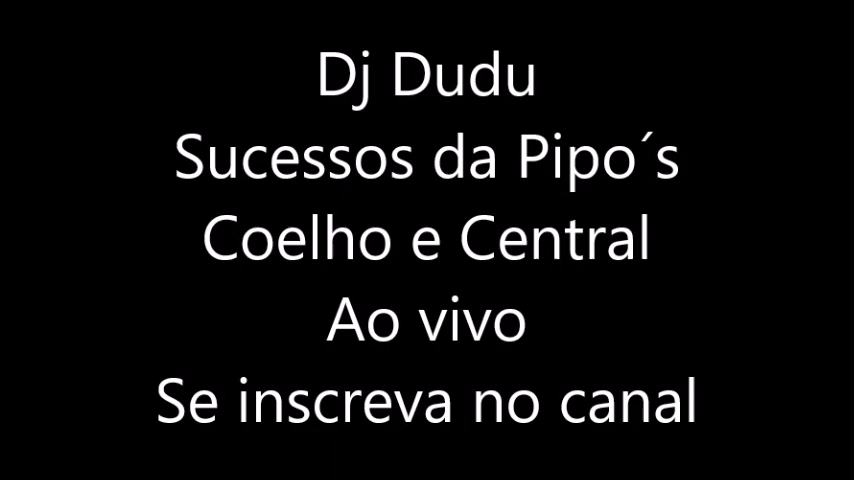 Dj Dudu
Sucessos da Pipo´s
Coelho e Central
Ao vivo
Se inscreva no canal